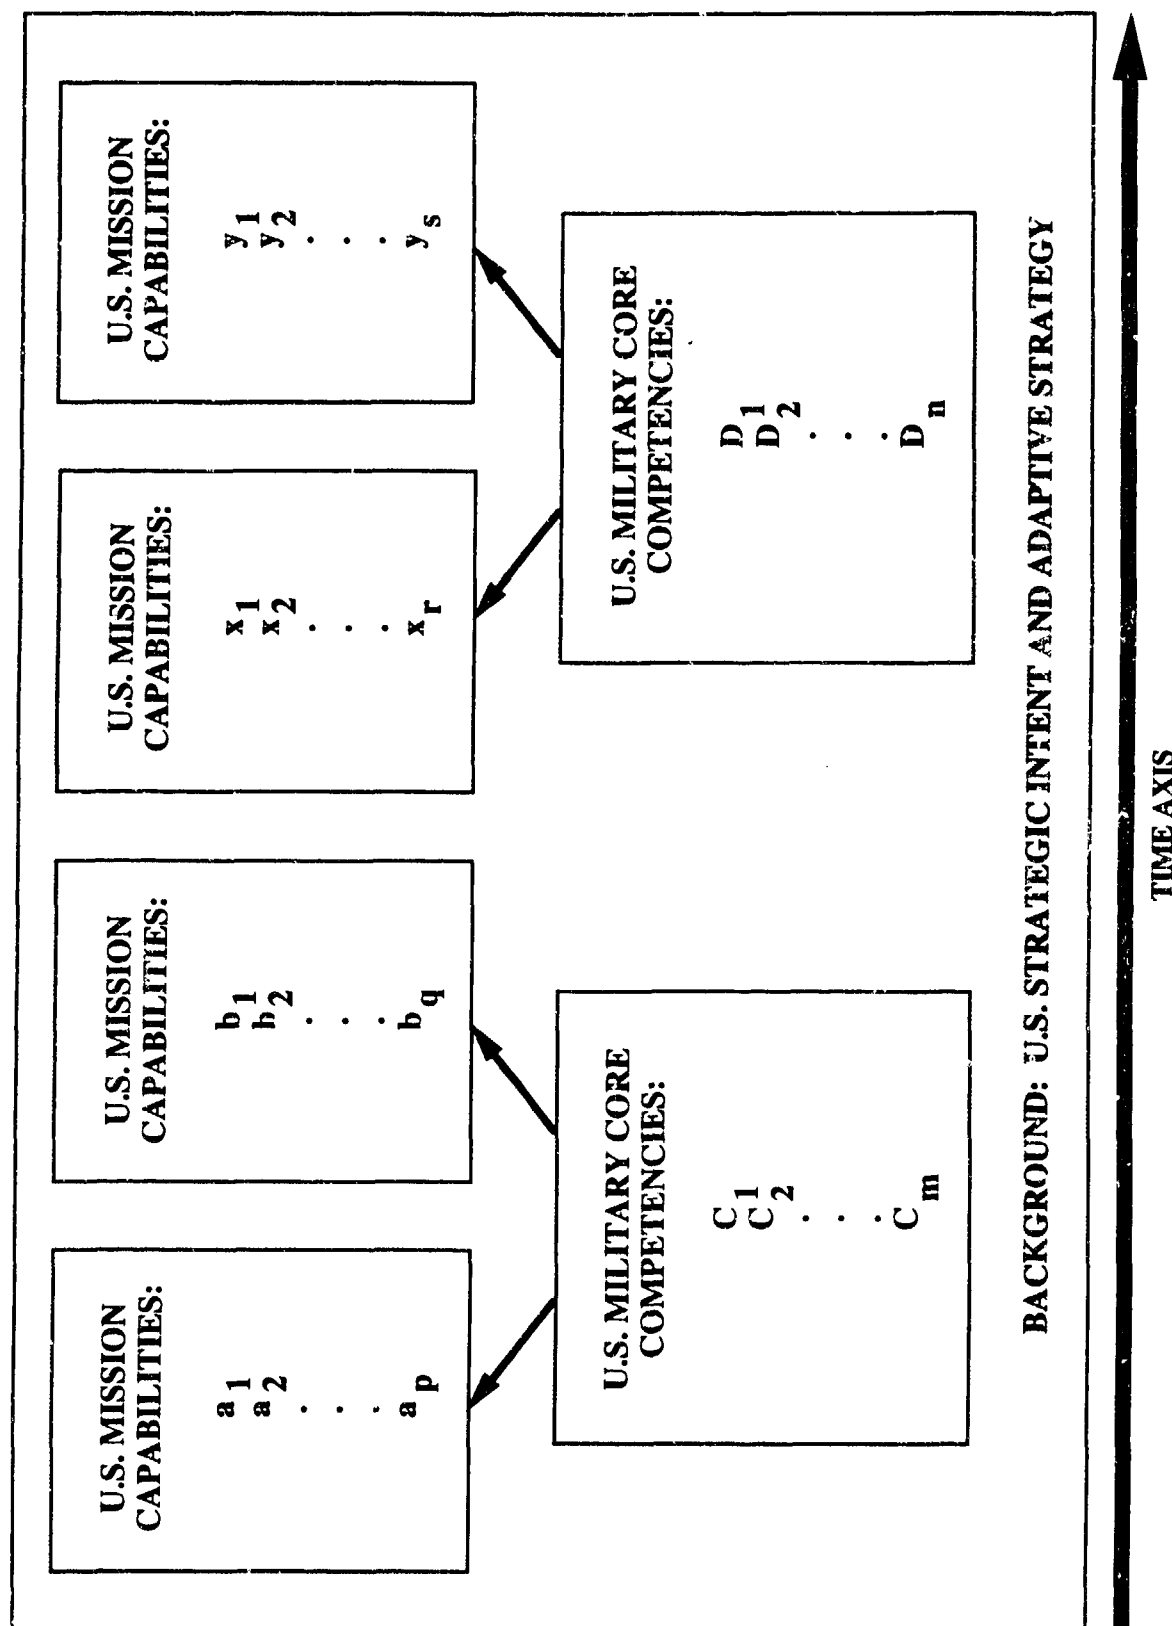 U.S. MISSION
CAPABILITIES:
a1
a2
.
.
.
ap
U.S. MISSION
CAPABILITIES:
b1
b2
.
.
.
bq
U.S. MISSION
CAPABILITIES:
x1
x2
.
.
.
xr
U.S. MISSION
CAPABILITIES:
y1
y2
.
.
.
ys
U.S. MILITARY CORE
COMPETENCIES:
C1
C2
.
.
.
Cm
U.S. MILITARY CORE
COMPETENCIES:
D1
D2
.
.
.
Dn
BACKGROUND: U.S. STRATEGIC INTENT AND ADAPTIVE STRATEGY
TIME AXIS